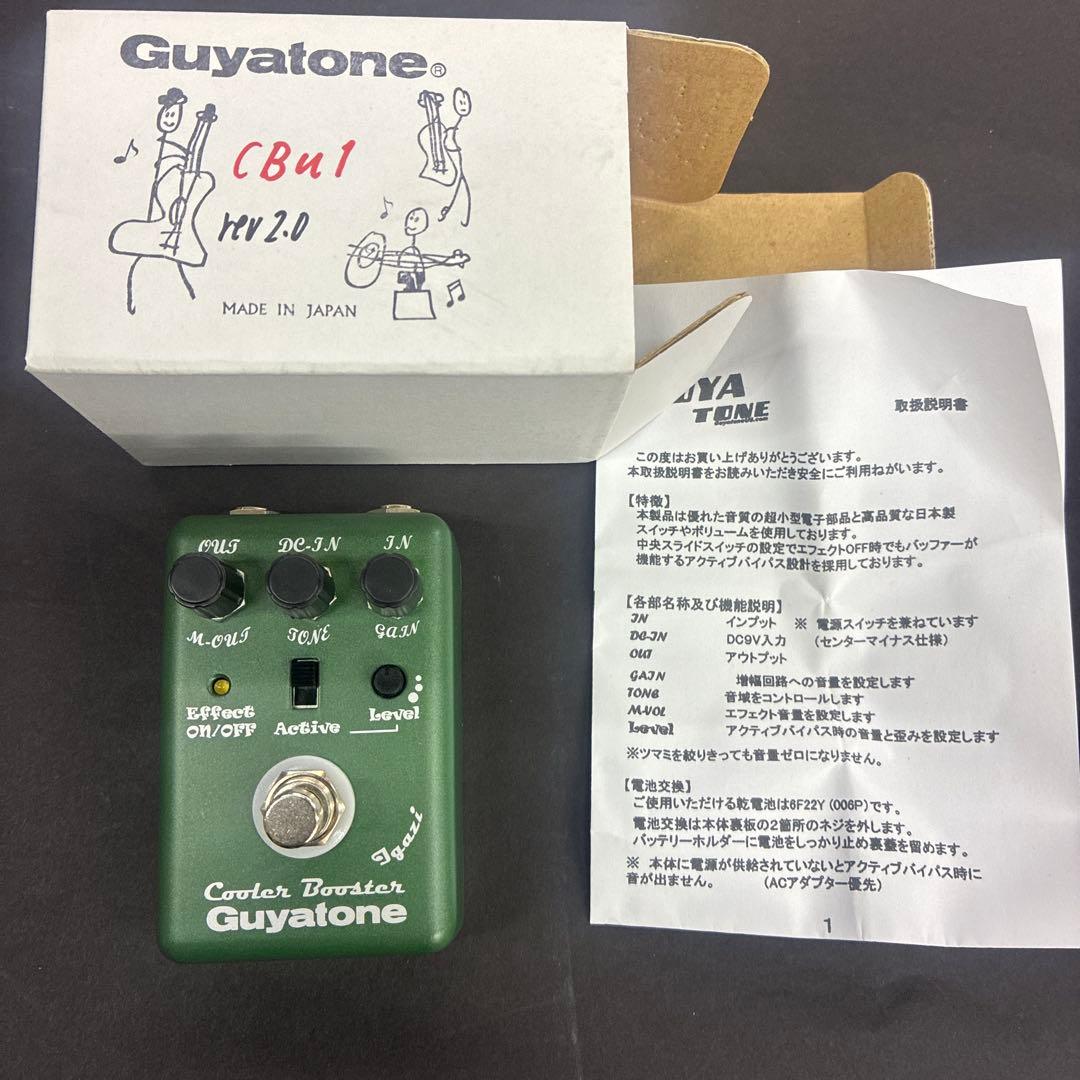 Guyatone®
CBu1
rev 2.0
MADE IN JAPAN
TONE
取扱説明書
この度はお買い上げありがとうございます。
本取扱説明書をお読みいただき安全にご利用ねがいます。
【特徴】
本製品は優れた音質の超小型電子部品と高品質な日本製
スイッチやボリュームを使用しております。
中央スライドスイッチの設定でエフェクトOFF時でもバッファーが
機能するアクティブバイパス設計を採用しております。
【各部名称及び機能説明】
IN インプット ※ 電源スイッチを兼ねています
DC-IN DC9V入力 (センターマイナス仕様)
OUT アウトプット
GAIN 増幅回路への音量を設定します
TONE 音域をコントロールします
M-VOL エフェクト音量を設定します
Level アクティブバイパス時の音量と歪みを設定します
※ツマミを絞りきっても音量ゼロになりません。
【電池交換】
ご使用いただける乾電池は6F22Y(006P)です。
電池交換は本体裏板の2箇所のネジを外します。
バッテリーホルダーに電池をしっかり止め裏蓋を留めます。
※ 本体に電源が供給されていないとアクティブバイパス時に
音が出ません。 (ACアダプター優先)
1
OUT DC-IN IN
M-OUT TONE GAIN
Effect
ON/OFF Active Level
Igazi
Cooler Booster
Guyatone